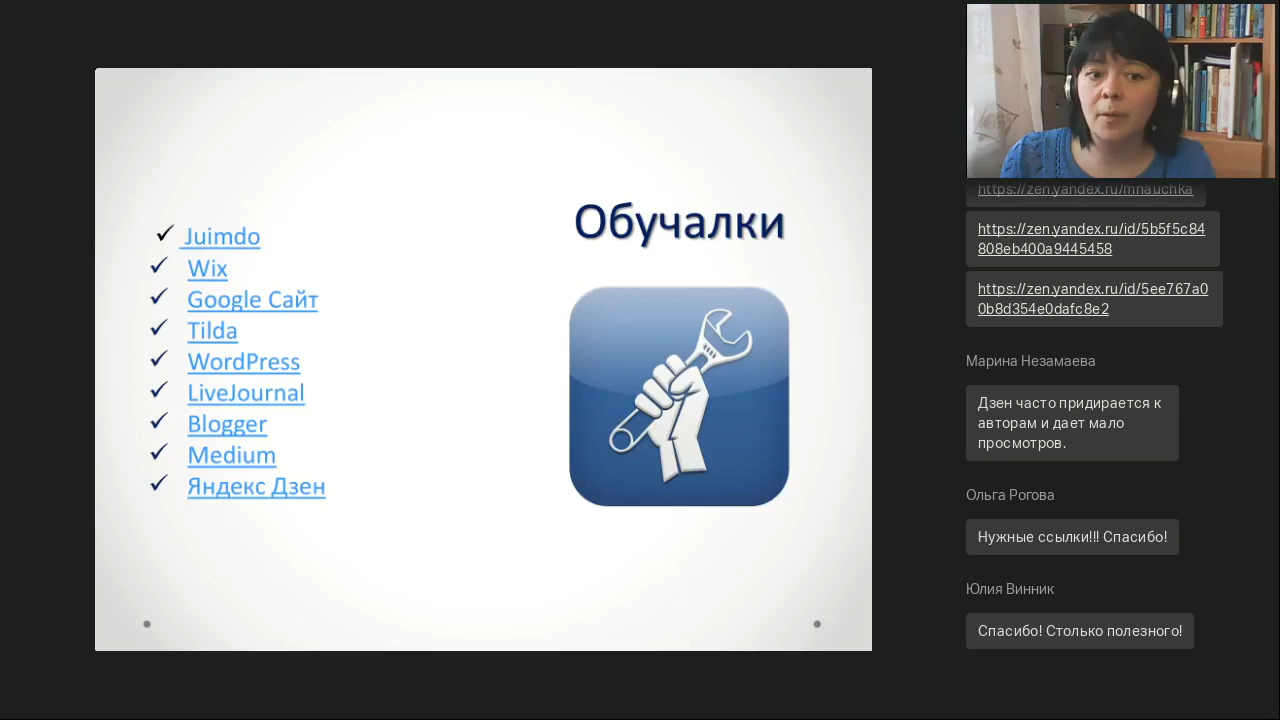 Обучалки
Juimdo
Wix
Google Сайт
Tilda
WordPress
LiveJournal
Blogger
Medium
Яндекс Дзен
https://zen.yandex.ru/mnauchka
https://zen.yandex.ru/id/5b5f5c84
808eb400a9445458
https://zen.yandex.ru/id/5ee767a0
0b8d354e0dafc8e2
Марина Незамаева
Дзен часто придирается к
авторам и дает мало
просмотров.
Ольга Рогова
Нужные ссылки!!! Спасибо!
Юлия Винник
Спасибо! Столько полезного!